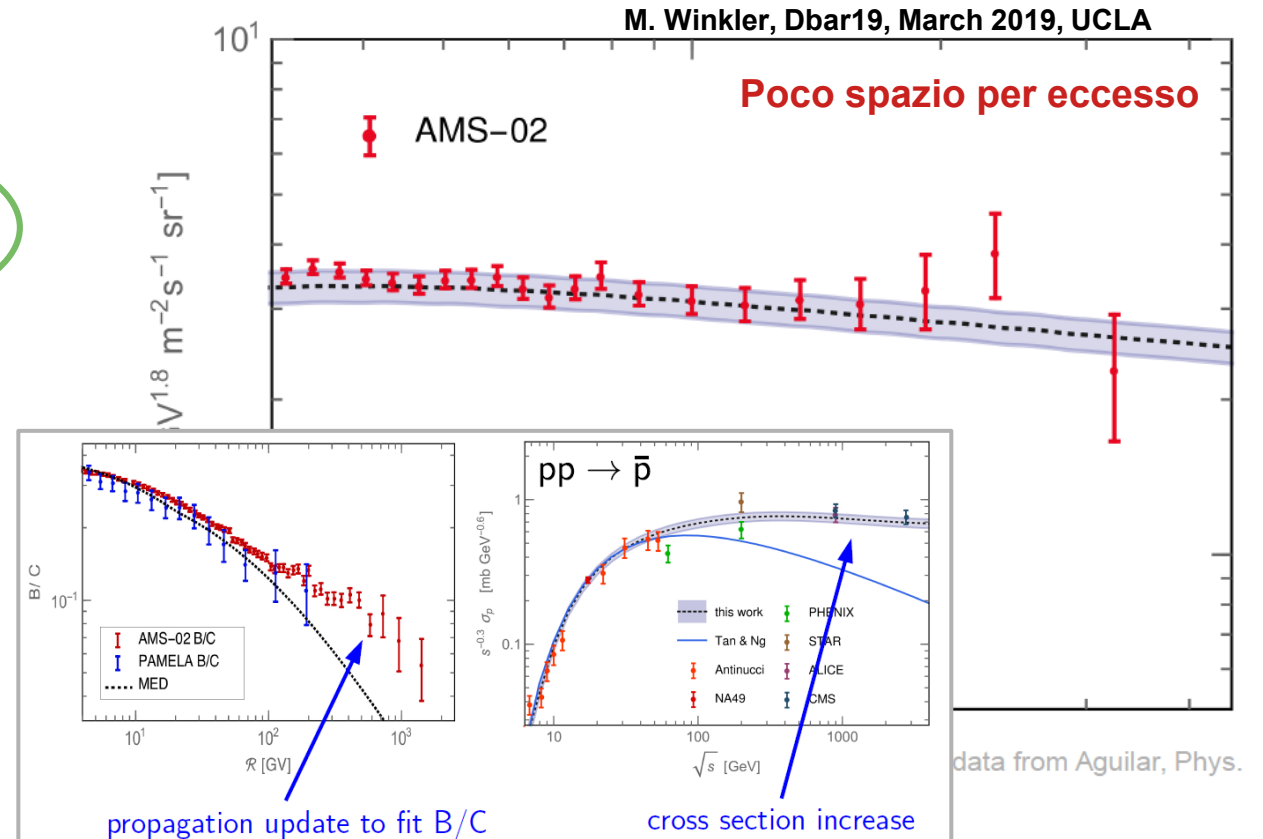 M. Winkler, Dbar19, March 2019, UCLA
10¹
Poco spazio per eccesso
AMS−02
V^1.8 m^−2 s^−1 sr^−1]
pp → p̄
1
0.1
s^−0.3 σ_p [mb GeV^−0.6]
this work
Tan & Ng
Antinucci
NA49
PHENIX
STAR
ALICE
CMS
10
100
1000
√s [GeV]
B/ C
10^−1
AMS−02 B/C
PAMELA B/C
MED
10¹
10²
10³
R [GV]
data from Aguilar, Phys.
propagation update to fit B/C
cross section increase